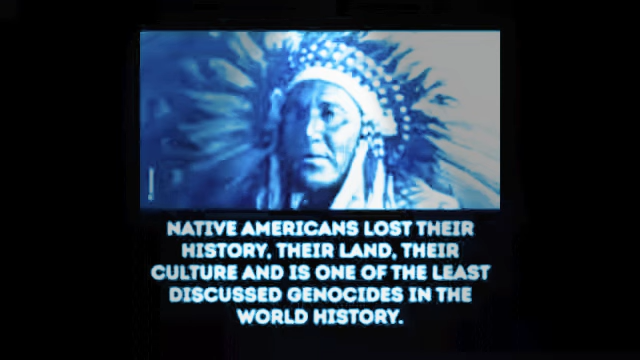 NATIVE AMERICANS LOST THEIR
HISTORY, THEIR LAND, THEIR
CULTURE AND IS ONE OF THE LEAST
DISCUSSED GENOCIDES IN THE
WORLD HISTORY.